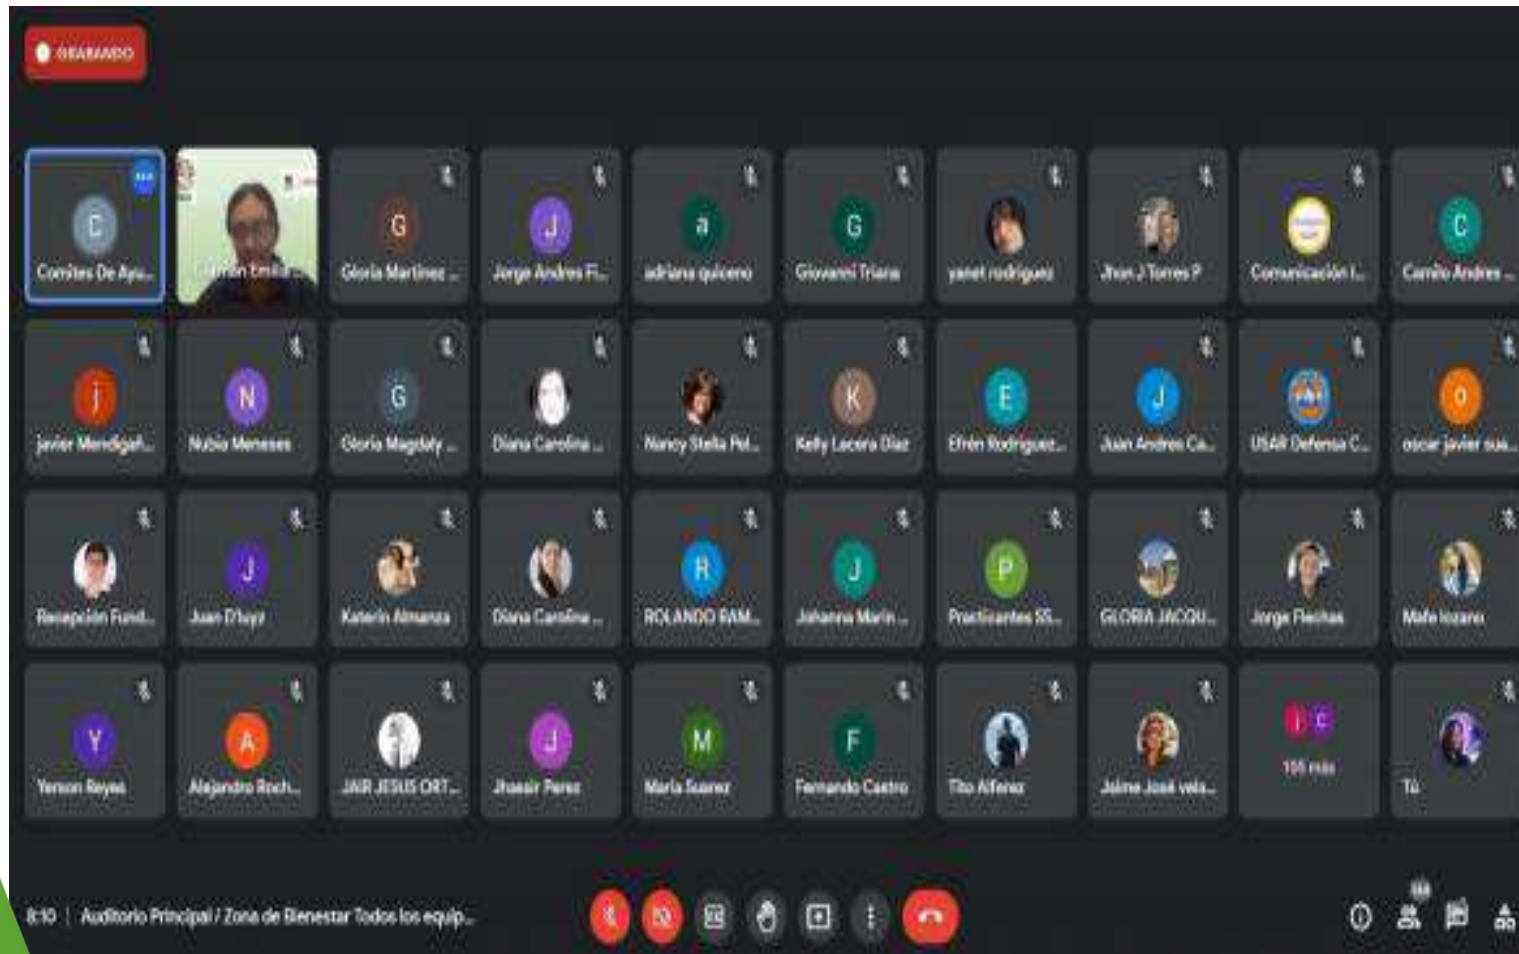 GRABANDO
C
Comites De Ayu...
G
Gloria Martinez ...
J
Jorge Andres Fi...
a
adriana quiceno
G
Giovanni Triana
yanet rodriguez
Jhon J Torres P
Comunicación I...
C
Camilo Andres ...
j
javier Mendigañ...
N
Nubia Meneses
G
Gloria Magdaly ...
Diana Carolina ...
Nancy Stella Pel...
K
Kelly Lacera Diaz
E
Efrén Rodriguez...
J
Juan Andres Ca...
USAR Defensa C...
o
oscar javier sua...
Recepción Fund...
J
Juan D'luyz
Katerin Almanza
Diana Carolina ...
R
ROLANDO RAM...
J
Johanna Marin ...
P
Practicantes SS...
GLORIA JACQU...
Jorge Flechas
Mafe lozano
Y
Yerson Reyes
A
Alejandro Roch...
JAIR JESUS ORT...
J
Jhassir Perez
M
Maria Suarez
F
Fernando Castro
Tito Alferez
Jaime José vela...
j C
más
Tú
8:10 | Auditorio Principal / Zona de Bienestar Todos los equip...